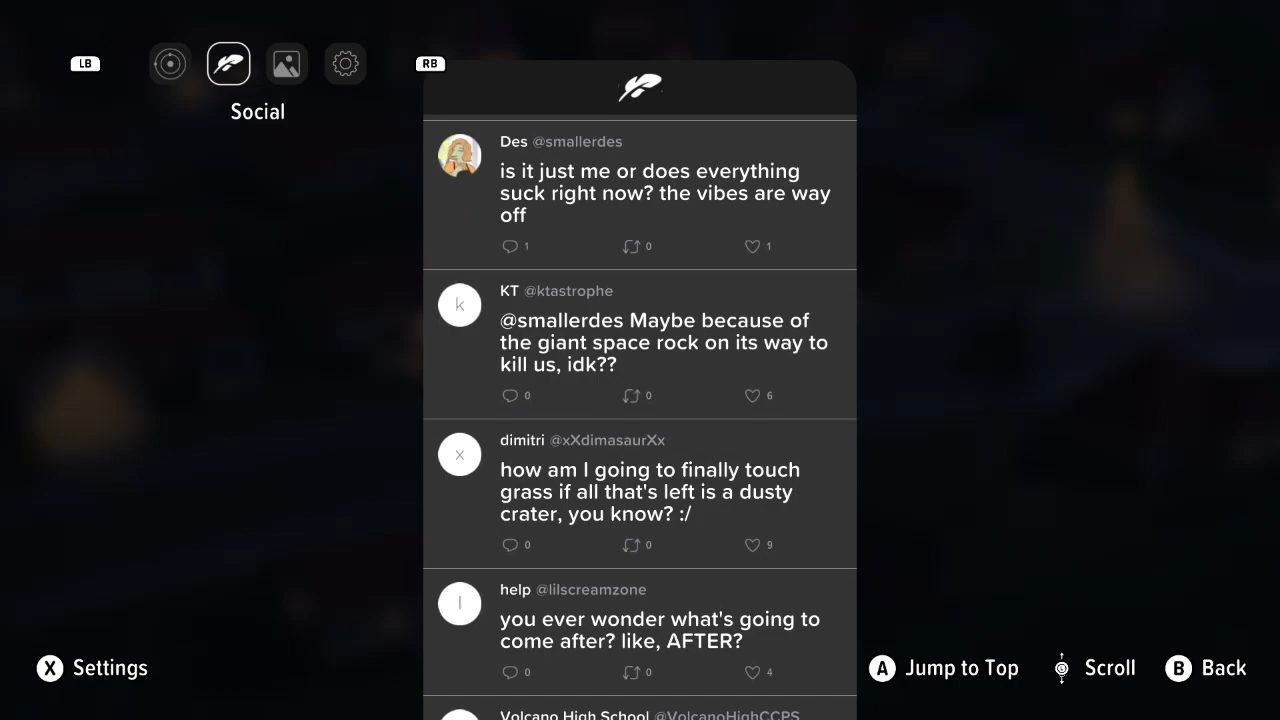 LB
RB
Social
Des @smallerdes
is it just me or does everything
suck right now? the vibes are way
off
1 0 1
k
KT @ktastrophe
@smallerdes Maybe because of
the giant space rock on its way to
kill us, idk??
0 0 6
x
dimitri @xXdimasaurXx
how am I going to finally touch
grass if all that's left is a dusty
crater, you know? :/
0 0 9
l
help @lilscreamzone
you ever wonder what's going to
come after? like, AFTER?
0 0 4
X Settings
A Jump to Top
Scroll
B Back
Volcano High School @VolcanoHighCCPS